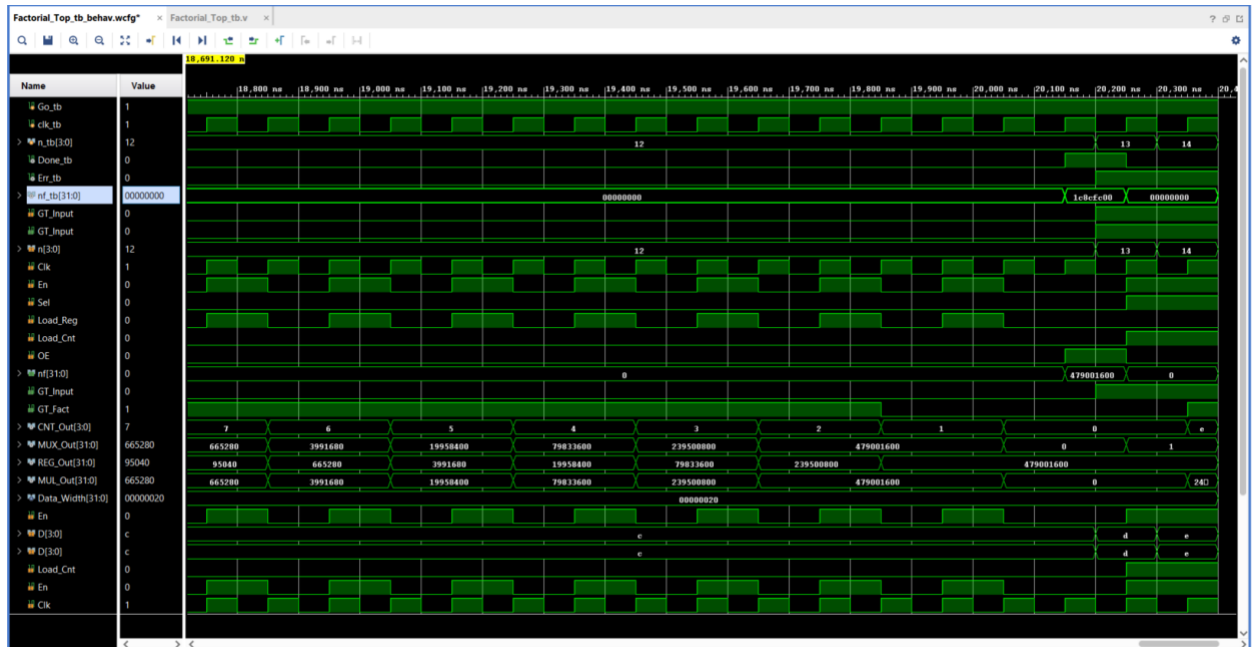 Factorial_Top_tb_behav.wcfg* × Factorial_Top_tb.v × ?
18,691.120 n
Name Value 18,800 ns 18,900 ns 19,000 ns 19,100 ns 19,200 ns 19,300 ns 19,400 ns 19,500 ns 19,600 ns 19,700 ns 19,800 ns 19,900 ns 20,000 ns 20,100 ns 20,200 ns 20,300 ns 20,4
Go_tb 1
clk_tb 1
n_tb[3:0] 12 12 13 14
Done_tb 0
Err_tb 0
nf_tb[31:0] 00000000 00000000 1c8cfc00 00000000
GT_Input 0
GT_Input 0
n[3:0] 12 12 13 14
Clk 1
En 0
Sel 0
Load_Reg 0
Load_Cnt 0
OE 0
nf[31:0] 0 0 479001600 0
GT_Input 0
GT_Fact 1
CNT_Out[3:0] 7 7 6 5 4 3 2 1 0 e
MUX_Out[31:0] 665280 665280 3991680 19958400 79833600 239500800 479001600 0 1
REG_Out[31:0] 95040 95040 665280 3991680 19958400 79833600 239500800 479001600
MUL_Out[31:0] 665280 665280 3991680 19958400 79833600 239500800 479001600 0 240
Data_Width[31:0] 00000020 00000020
En 0
D[3:0] c c d e
D[3:0] c c d e
Load_Cnt 0
En 0
Clk 1